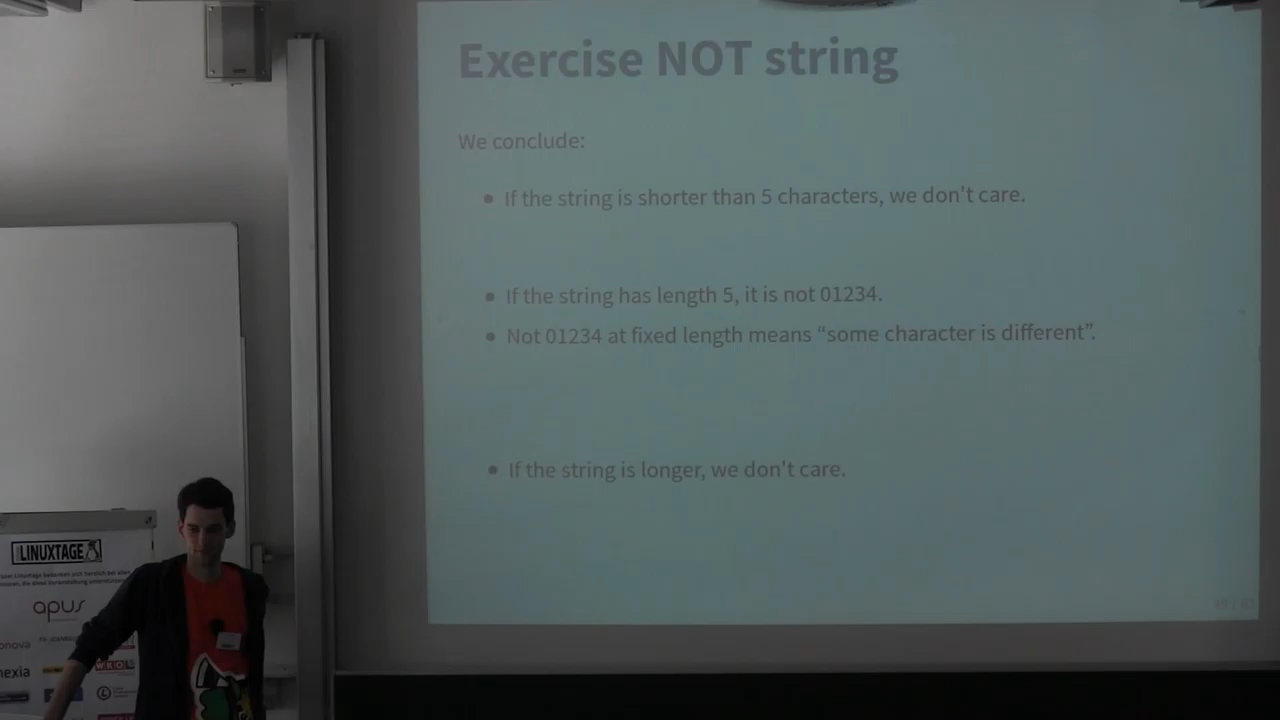 Exercise NOT string
We conclude:
• If the string is shorter than 5 characters, we don't care.
• If the string has length 5, it is not 01234.
• Not 01234 at fixed length means “some character is different”.
• If the string is longer, we don't care.
LINUXTAGE
apus